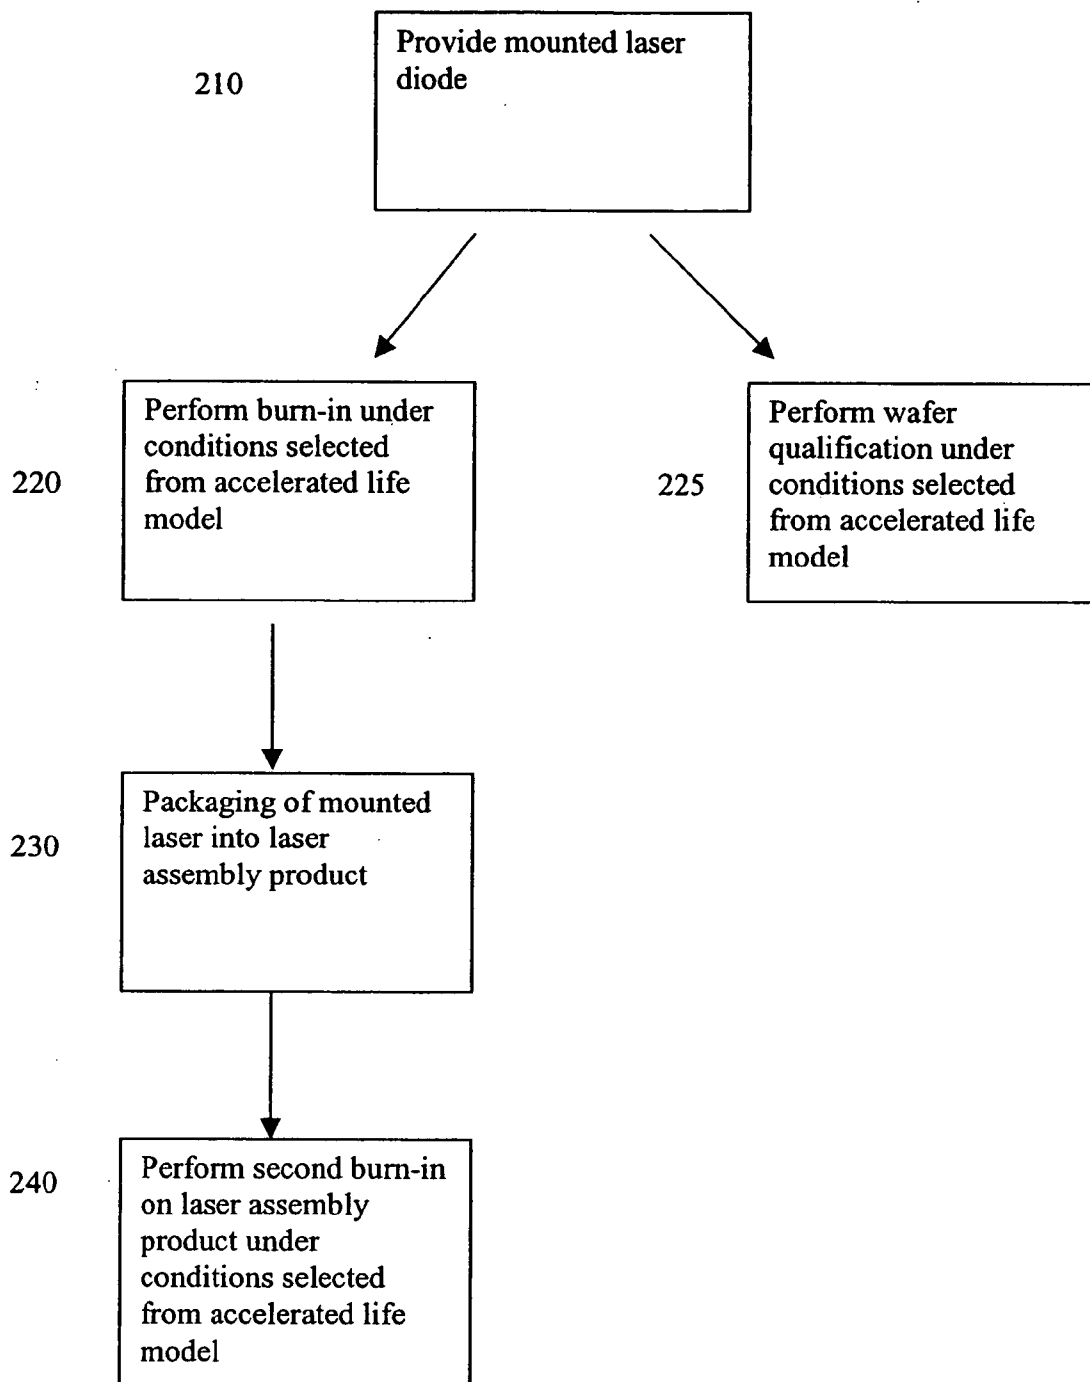 210
Provide mounted laser
diode
220
Perform burn-in under
conditions selected
from accelerated life
model
225
Perform wafer
qualification under
conditions selected
from accelerated life
model
230
Packaging of mounted
laser into laser
assembly product
240
Perform second burn-in
on laser assembly
product under
conditions selected
from accelerated life
model